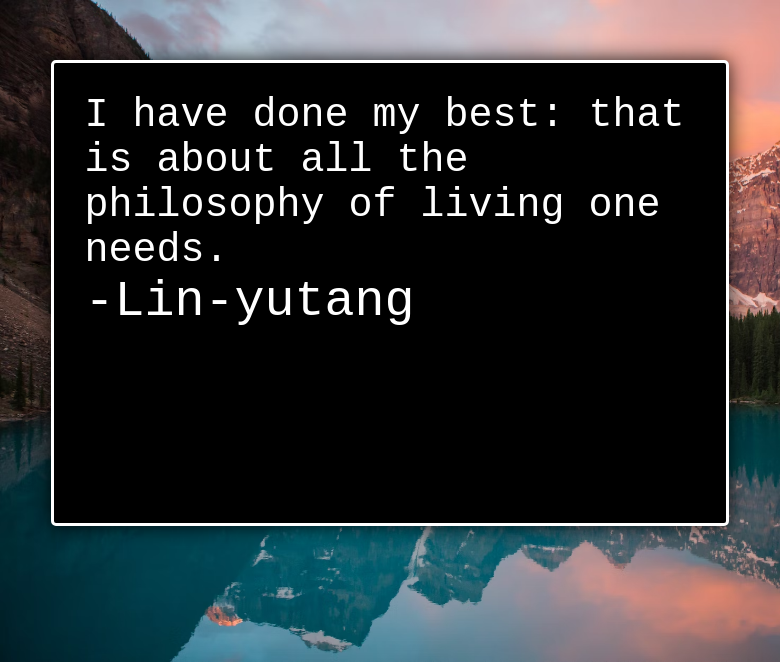 I have done my best: that
is about all the
philosophy of living one
needs.
-Lin-yutang